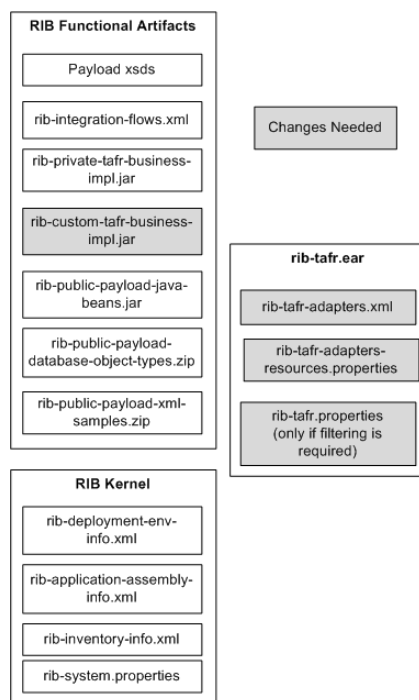 RIB Functional Artifacts
Payload xsds
rib-integration-flows.xml
rib-private-tafr-business-
impl.jar
rib-custom-tafr-business-
impl.jar
rib-public-payload-java-
beans.jar
rib-public-payload-
database-object-types.zip
rib-public-payload-xml-
samples.zip
Changes Needed
rib-tafr.ear
rib-tafr-adapters.xml
rib-tafr-adapters-
resources.properties
rib-tafr.properties
(only if filtering is
required)
RIB Kernel
rib-deployment-env-
info.xml
rib-application-assembly-
info.xml
rib-inventory-info.xml
rib-system.properties